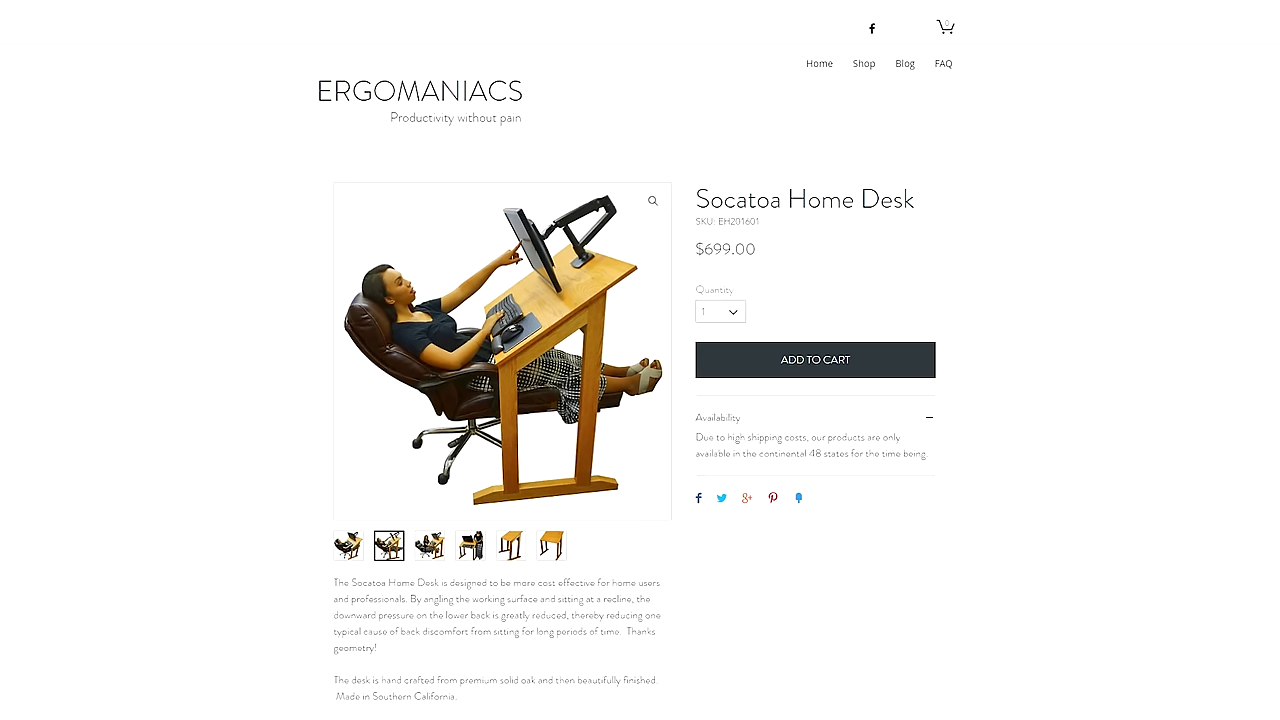 0
Home Shop Blog FAQ
ERGOMANIACS
Productivity without pain
Socatoa Home Desk
SKU: EH201601
$699.00
Quantity
1
ADD TO CART
Availability
Due to high shipping costs, our products are only
available in the continental 48 states for the time being.
The Socatoa Home Desk is designed to be more cost effective for home users
and professionals. By angling the working surface and sitting at a recline, the
downward pressure on the lower back is greatly reduced, thereby reducing one
typical cause of back discomfort from sitting for long periods of time. Thanks
geometry!
The desk is hand crafted from premium solid oak and then beautifully finished.
Made in Southern California.